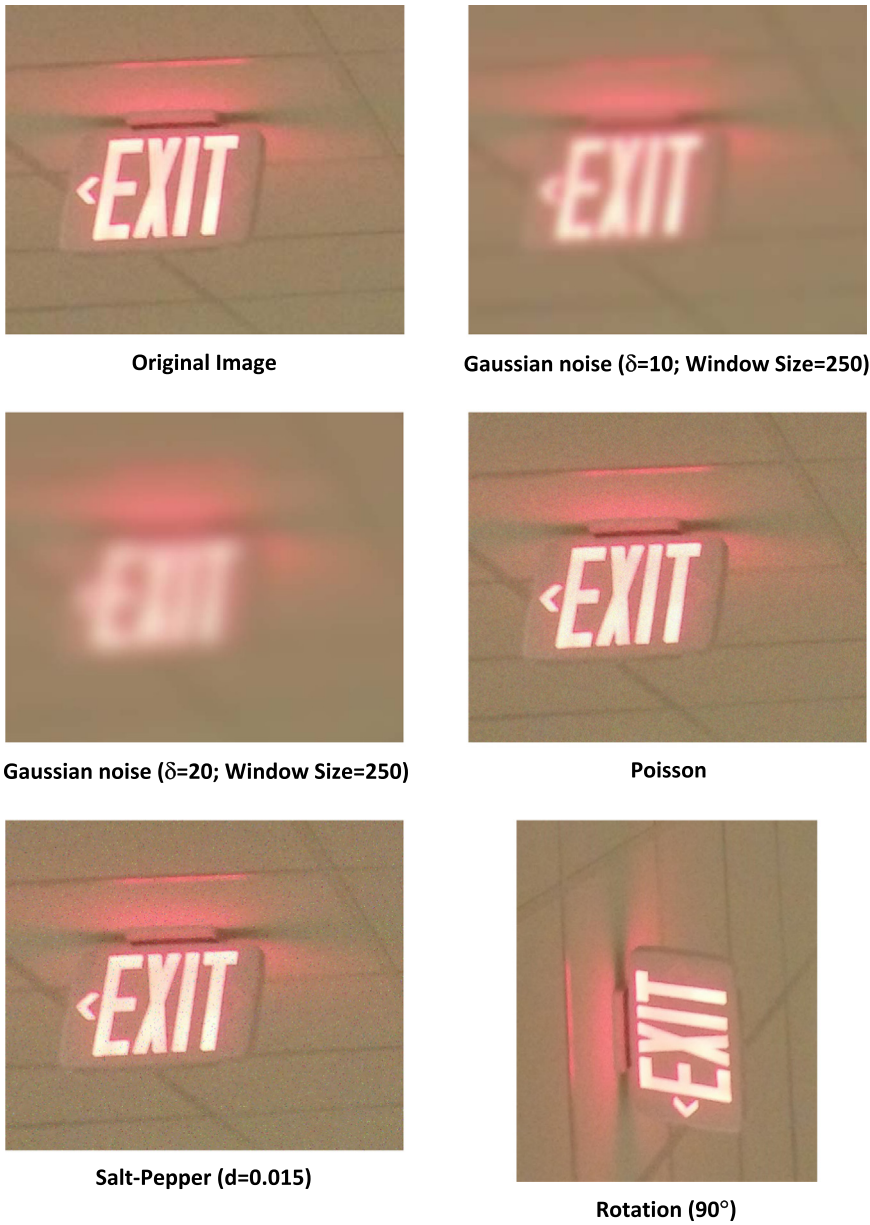 <EXIT
<EXIT
Original Image
Gaussian noise (δ=10; Window Size=250)
<EXIT
<EXIT
Gaussian noise (δ=20; Window Size=250)
Poisson
<EXIT
<EXIT
Salt-Pepper (d=0.015)
Rotation (90°)